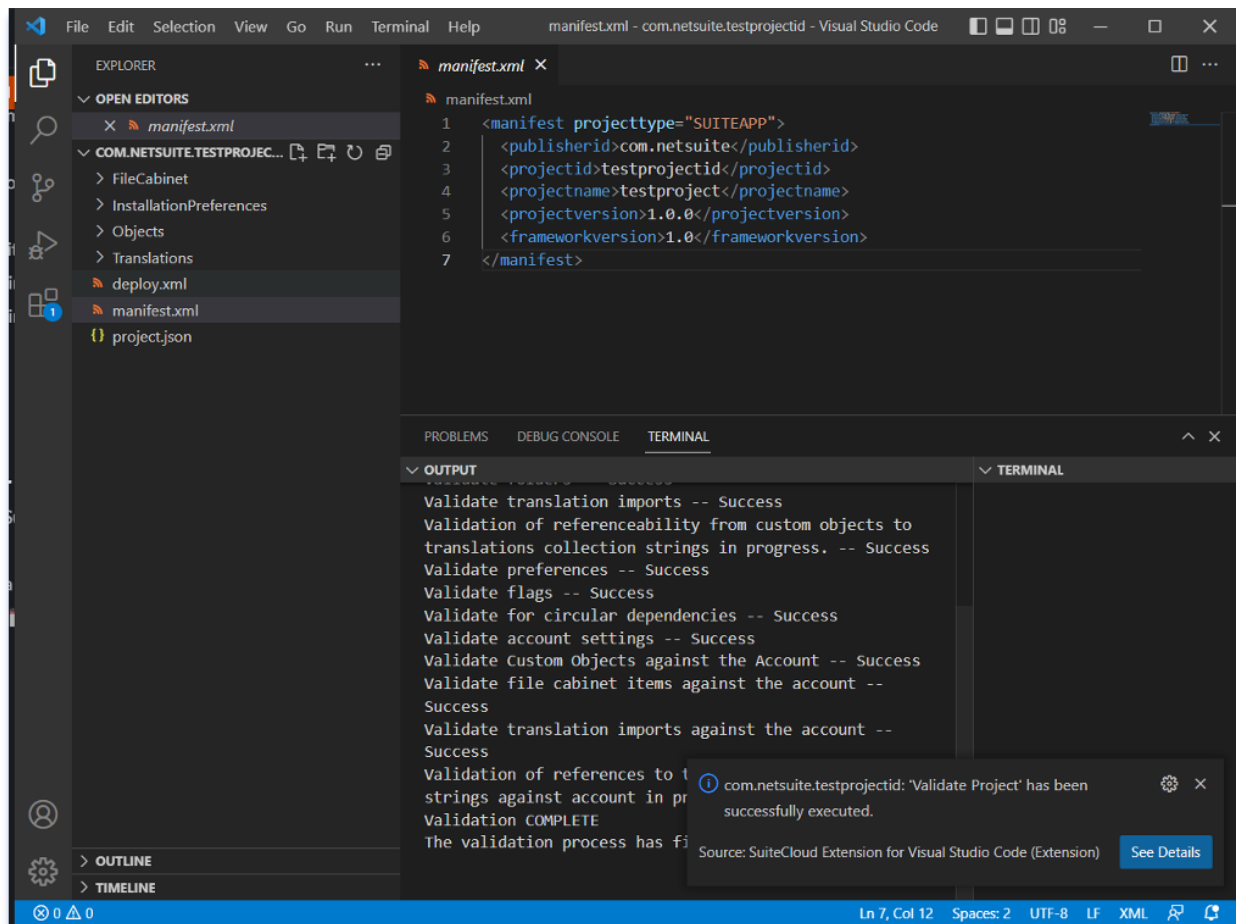 File Edit Selection View Go Run Terminal Help manifest.xml - com.netsuite.testprojectid - Visual Studio Code
EXPLORER
OPEN EDITORS
manifest.xml
COM.NETSUITE.TESTPROJEC...
FileCabinet
InstallationPreferences
Objects
Translations
deploy.xml
manifest.xml
{} project.json
OUTLINE
TIMELINE
1
manifest.xml
manifest.xml
1 <manifest projecttype="SUITEAPP">
2 <publisherid>com.netsuite</publisherid>
3 <projectid>testprojectid</projectid>
4 <projectname>testproject</projectname>
5 <projectversion>1.0.0</projectversion>
6 <frameworkversion>1.0</frameworkversion>
7 </manifest>
PROBLEMS DEBUG CONSOLE TERMINAL
OUTPUT
Validate translation imports -- Success
Validation of referenceability from custom objects to
translations collection strings in progress. -- Success
Validate preferences -- Success
Validate flags -- Success
Validate for circular dependencies -- Success
Validate account settings -- Success
Validate Custom Objects against the Account -- Success
Validate file cabinet items against the account --
Success
Validate translation imports against the account --
Success
Validation of references to
strings against account in
Validation COMPLETE
The validation process has
TERMINAL
com.netsuite.testprojectid: 'Validate Project' has been
successfully executed.
Source: SuiteCloud Extension for Visual Studio Code (Extension) See Details
0 0 Ln 7, Col 12 Spaces: 2 UTF-8 LF XML